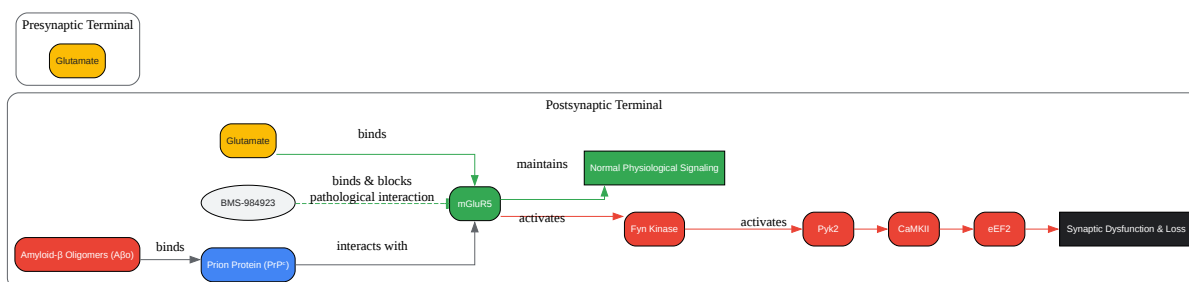 Presynaptic Terminal
Glutamate
Postsynaptic Terminal
Glutamate
binds
maintains
Normal Physiological Signaling
binds & blocks
pathological interaction
BMS-984923
mGluR5
activates
Fyn Kinase
activates
Pyk2
CaMKII
eEF2
Synaptic Dysfunction & Loss
Amyloid-β Oligomers (Aβo)
binds
Prion Protein (PrPᶜ)
interacts with